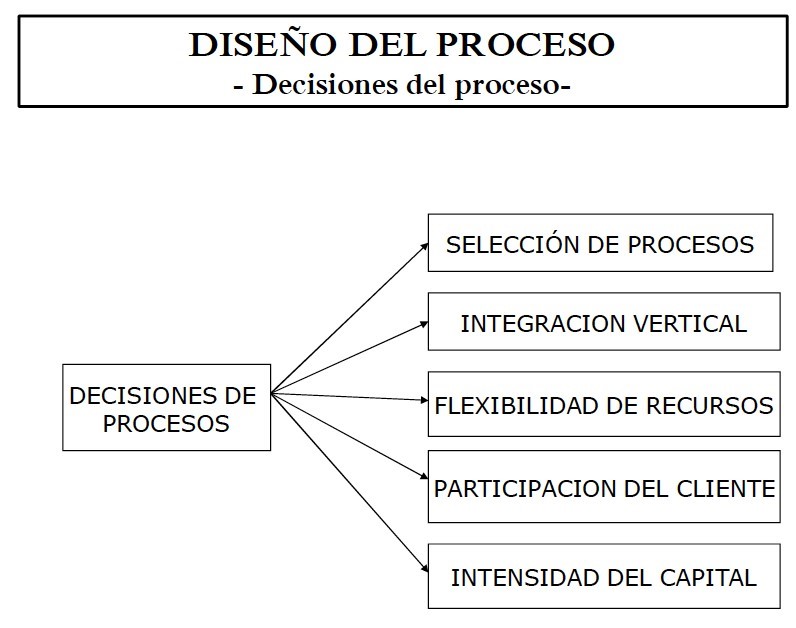 DISEÑO DEL PROCESO
- Decisiones del proceso-
SELECCIÓN DE PROCESOS
INTEGRACION VERTICAL
DECISIONES DE
PROCESOS
FLEXIBILIDAD DE RECURSOS
PARTICIPACION DEL CLIENTE
INTENSIDAD DEL CAPITAL